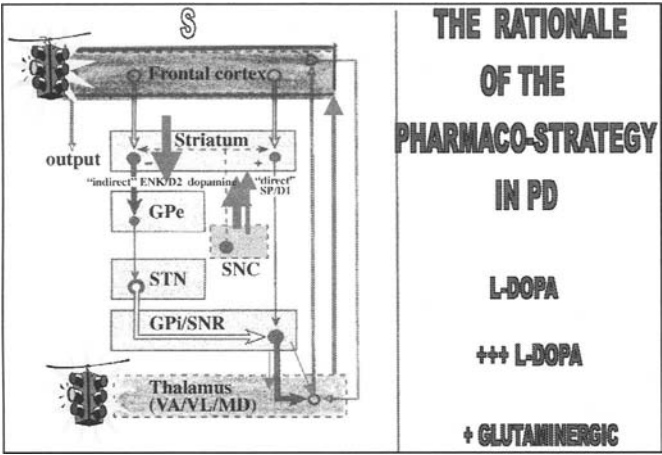 S
Frontal cortex
output
Striatum
- +
"indirect" ENK/D2 dopamine "direct"
SP/D1
GPe
SNC
STN
GPi/SNR
Thalamus
(VA/VL/MD)
THE RATIONALE
OF THE
PHARMACO-STRATEGY
IN PD
L-DOPA
+++ L-DOPA
+ GLUTAMINERGIC